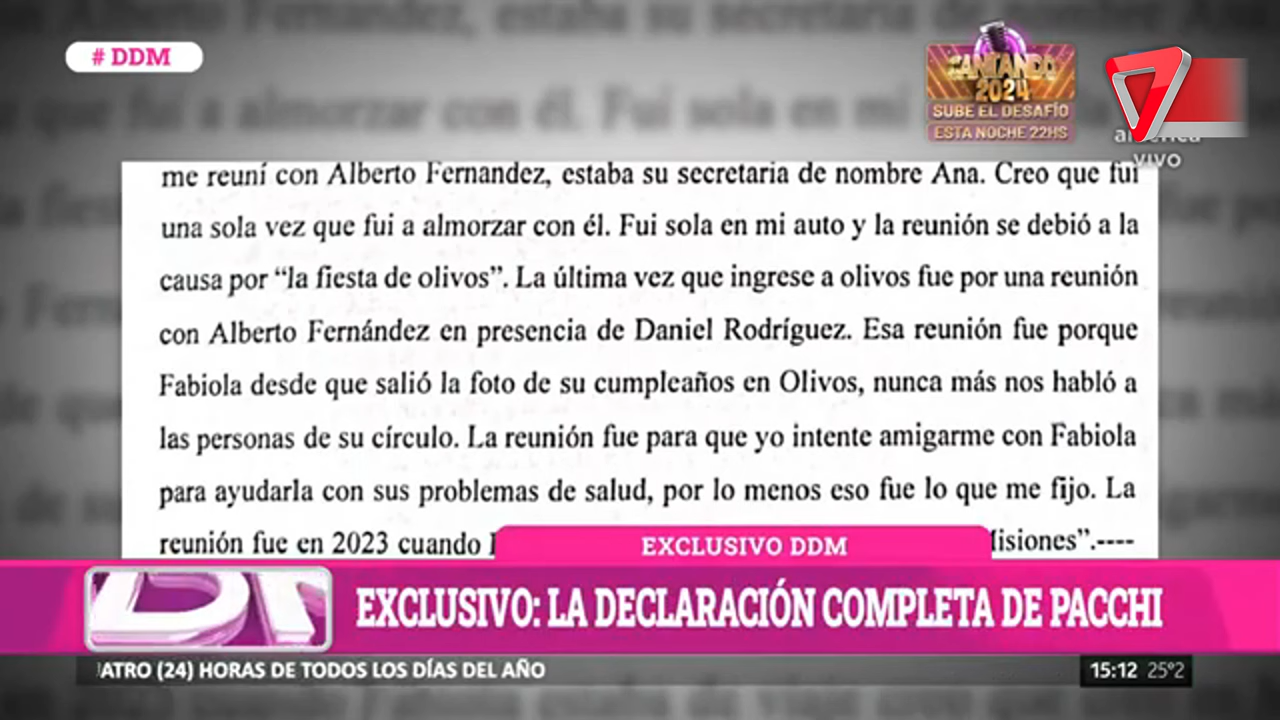 # DDM
CANTANDO
2024
SUBE EL DESAFÍO
ESTA NOCHE 22HS
VIVO
me reuní con Alberto Fernandez, estaba su secretaria de nombre Ana. Creo que fui
una sola vez que fui a almorzar con él. Fui sola en mi auto y la reunión se debió a la
causa por “la fiesta de olivos”. La última vez que ingrese a olivos fue por una reunión
con Alberto Fernández en presencia de Daniel Rodríguez. Esa reunión fue porque
Fabiola desde que salió la foto de su cumpleaños en Olivos, nunca más nos habló a
las personas de su círculo. La reunión fue para que yo intente amigarme con Fabiola
para ayudarla con sus problemas de salud, por lo menos eso fue lo que me fijo. La
reunión fue en 2023 cuando isiones”.----
EXCLUSIVO DDM
EXCLUSIVO: LA DECLARACIÓN COMPLETA DE PACCHI
ATRO (24) HORAS DE TODOS LOS DÍAS DEL AÑO
15:12 25°2